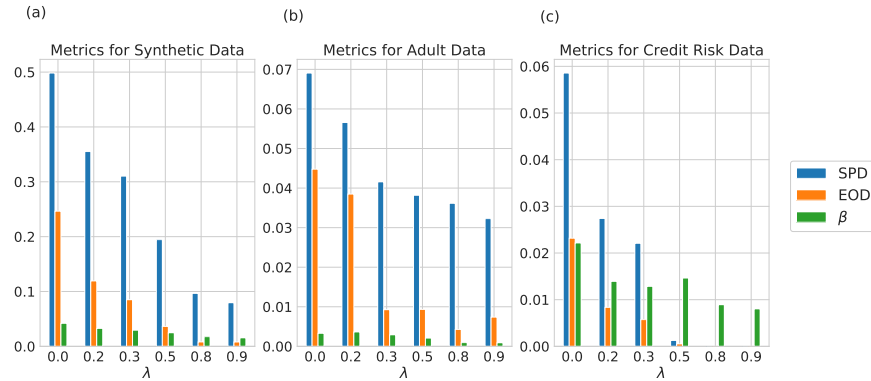 (a)
(b)
(c)
Metrics for Synthetic Data
Metrics for Adult Data
Metrics for Credit Risk Data
0.5
0.4
0.3
0.2
0.1
0.0
0.0 0.2 0.3 0.5 0.8 0.9
λ
0.07
0.06
0.05
0.04
0.03
0.02
0.01
0.00
0.0 0.2 0.3 0.5 0.8 0.9
λ
0.06
0.05
0.04
0.03
0.02
0.01
0.00
0.0 0.2 0.3 0.5 0.8 0.9
λ
SPD
EOD
β